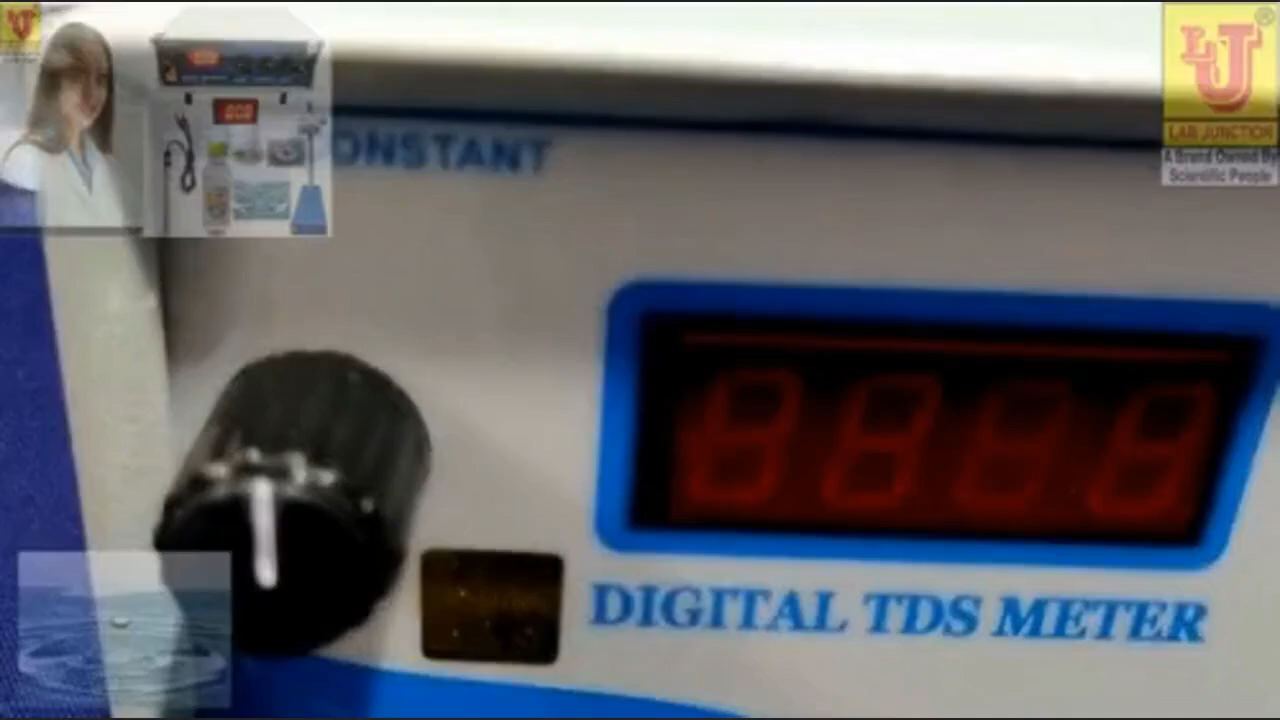 ONSTANT
DIGITAL TDS METER
LJ®
LAB JUNCTION
A Brand Owned By
Scientific People